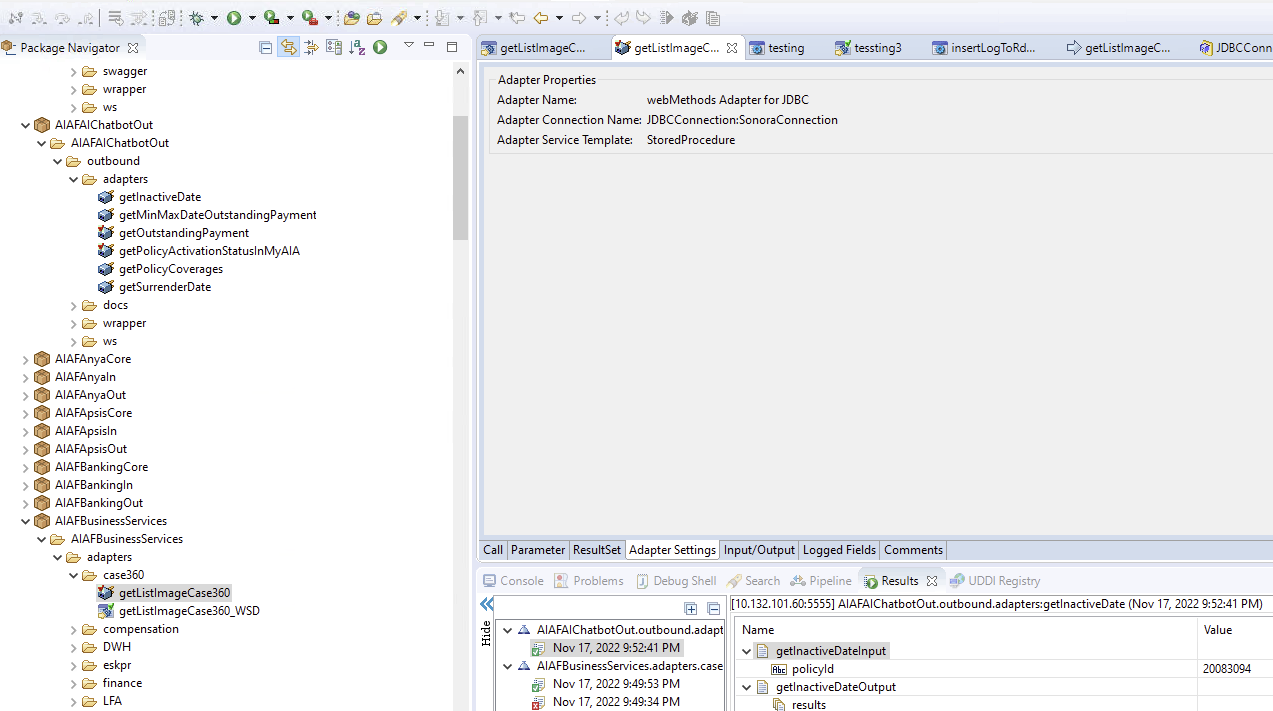 Package Navigator
swagger
wrapper
ws
AIAFAIChatbotOut
AIAFAIChatbotOut
outbound
adapters
getInactiveDate
getMinMaxDateOutstandingPayment
getOutstandingPayment
getPolicyActivationStatusInMyAIA
getPolicyCoverages
getSurrenderDate
docs
wrapper
ws
AIAFAnyaCore
AIAFAnyaIn
AIAFAnyaOut
AIAFApsisCore
AIAFApsisIn
AIAFApsisOut
AIAFBankingCore
AIAFBankingIn
AIAFBankingOut
AIAFBusinessServices
AIAFBusinessServices
adapters
case360
getListImageCase360
getListImageCase360_WSD
compensation
DWH
eskpr
finance
LFA
getListImageC... getListImageC... testing tessting3 insertLogToRd... getListImageC... JDBCConn
Adapter Properties
Adapter Name: webMethods Adapter for JDBC
Adapter Connection Name: JDBCConnection:SonoraConnection
Adapter Service Template: StoredProcedure
Call Parameter ResultSet Adapter Settings Input/Output Logged Fields Comments
Console Problems Debug Shell Search Pipeline Results UDDI Registry
Hide
AIAFAIChatbotOut.outbound.adapt
Nov 17, 2022 9:52:41 PM
AIAFBusinessServices.adapters.case
Nov 17, 2022 9:49:53 PM
Nov 17, 2022 9:49:34 PM
[10.132.101.60:5555] AIAFAIChatbotOut.outbound.adapters:getInactiveDate (Nov 17, 2022 9:52:41 PM)
Name Value
getInactiveDateInput
Abc policyId 20083094
getInactiveDateOutput
results